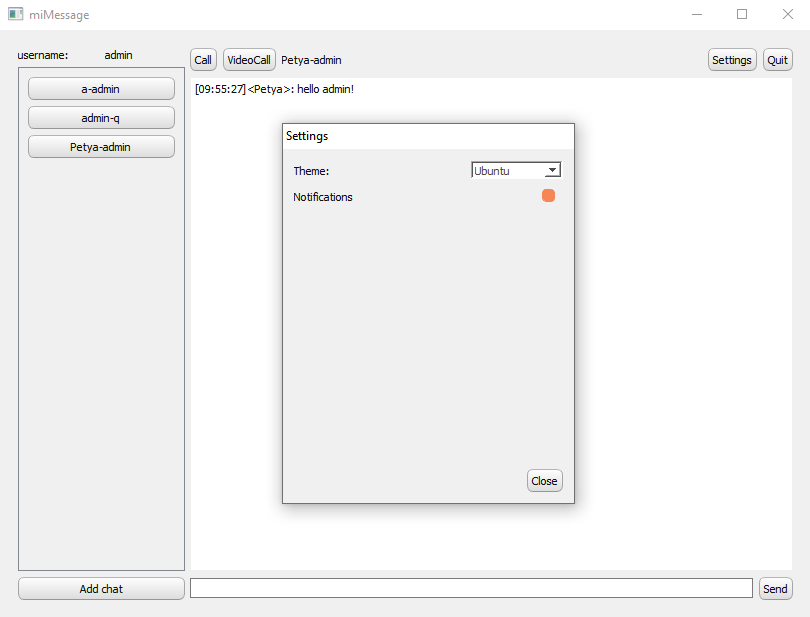 miMessage
username: admin
Call VideoCall Petya-admin Settings Quit
a-admin
admin-q
Petya-admin
[09:55:27]<Petya>: hello admin!
Settings
Theme: Ubuntu
Notifications
Close
Add chat
Send